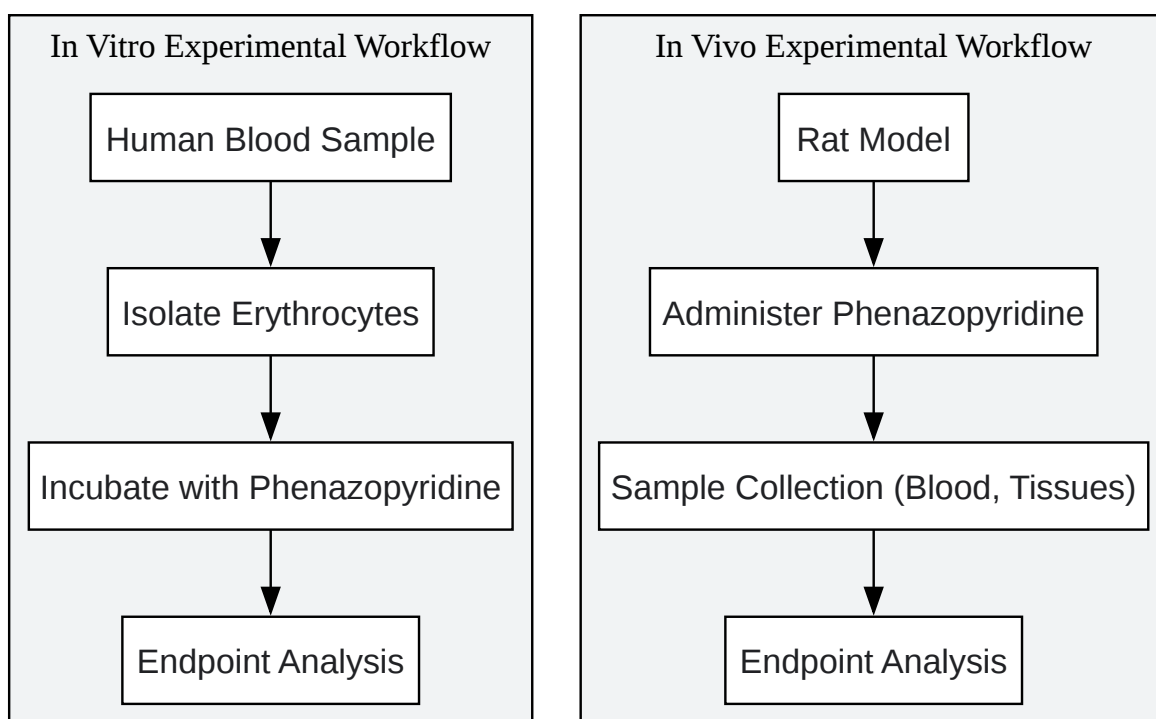 In Vitro Experimental Workflow
Human Blood Sample
Isolate Erythrocytes
Incubate with Phenazopyridine
Endpoint Analysis
In Vivo Experimental Workflow
Rat Model
Administer Phenazopyridine
Sample Collection (Blood, Tissues)
Endpoint Analysis